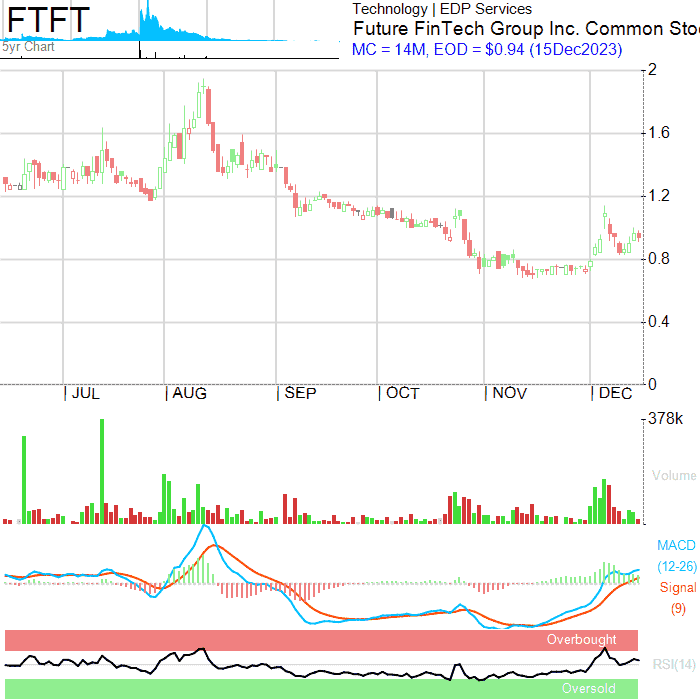 FTFT
5yr Chart
Technology | EDP Services
Future FinTech Group Inc. Common Sto
MC = 14M, EOD = $0.94 (15Dec2023)
2
1.6
1.2
0.8
0.4
0
| JUL | AUG | SEP | OCT | NOV | DEC
378k
Volume
MACD
(12-26)
Signal
(9)
Overbought
RSI(14)
Oversold